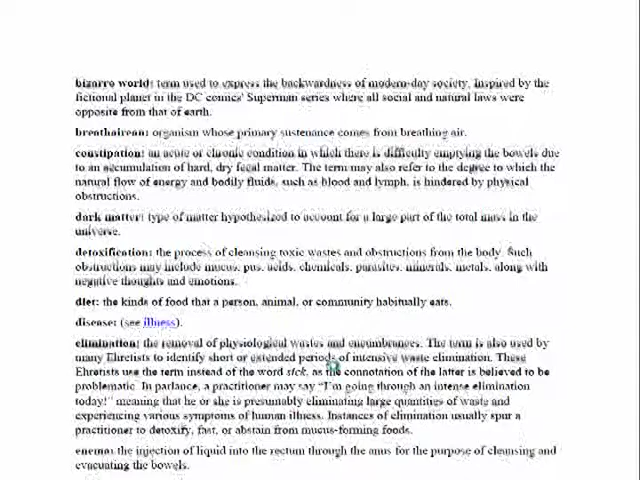 bizarro world: term used to express the backwardness of modern-day society. Inspired by the
fictional planet in the DC comics' Superman series where all social and natural laws were
opposite from that of earth.
breathairean: organism whose primary sustenance comes from breathing air.
constipation: an acute or chronic condition in which there is difficulty emptying the bowels due
to an accumulation of hard, dry fecal matter. The term may also refer to the degree to which the
natural flow of energy and bodily fluids, such as blood and lymph, is hindered by physical
obstructions.
dark matter: type of matter hypothesized to account for a large part of the total mass in the
universe.
detoxification: the process of cleansing toxic wastes and obstructions from the body. Such
obstructions may include mucus, pus, acids, chemicals, parasites, minerals, metals, along with
negative thoughts and emotions.
diet: the kinds of food that a person, animal, or community habitually eats.
disease: (see illness).
elimination: the removal of physiological wastes and encumbrances. The term is also used by
many Ehretists to identify short or extended periods of intensive waste elimination. These
Ehretists use the term instead of the word sick, as the connotation of the latter is believed to be
problematic. In parlance, a practitioner may say "I'm going through an intense elimination
today!" meaning that he or she is presumably eliminating large quantities of waste and
experiencing various symptoms of human illness. Instances of elimination usually spur a
practitioner to detoxify, fast, or abstain from mucus-forming foods.
enema: the injection of liquid into the rectum through the anus for the purpose of cleansing and
evacuating the bowels.